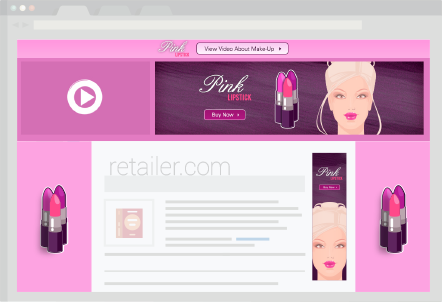 Pink
LIPSTICK
View Video About Make-Up >
Pink
LIPSTICK
Buy Now >
retailer.com
Pink
LIPSTICK
Buy Now >